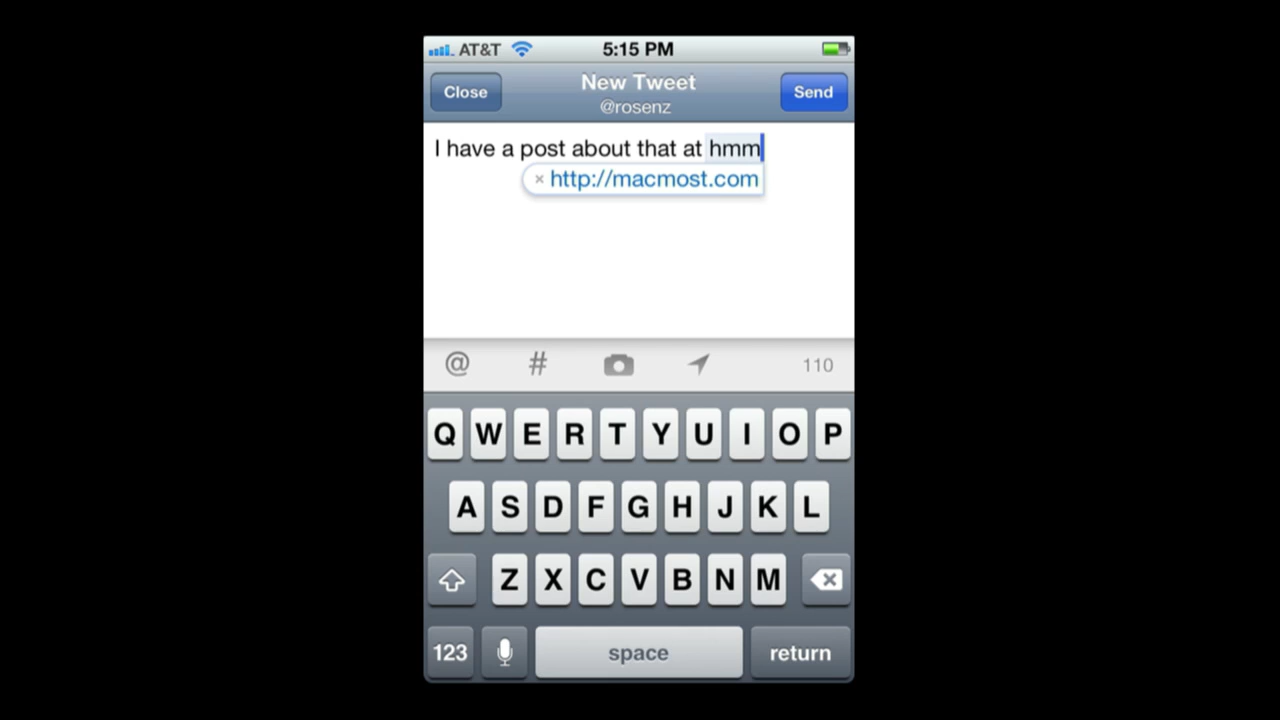 AT&T 5:15 PM
Close New Tweet Send
@rosenz
I have a post about that at hmm
× http://macmost.com
@ # 110
Q W E R T Y U I O P
A S D F G H J K L
Z X C V B N M
123 space return